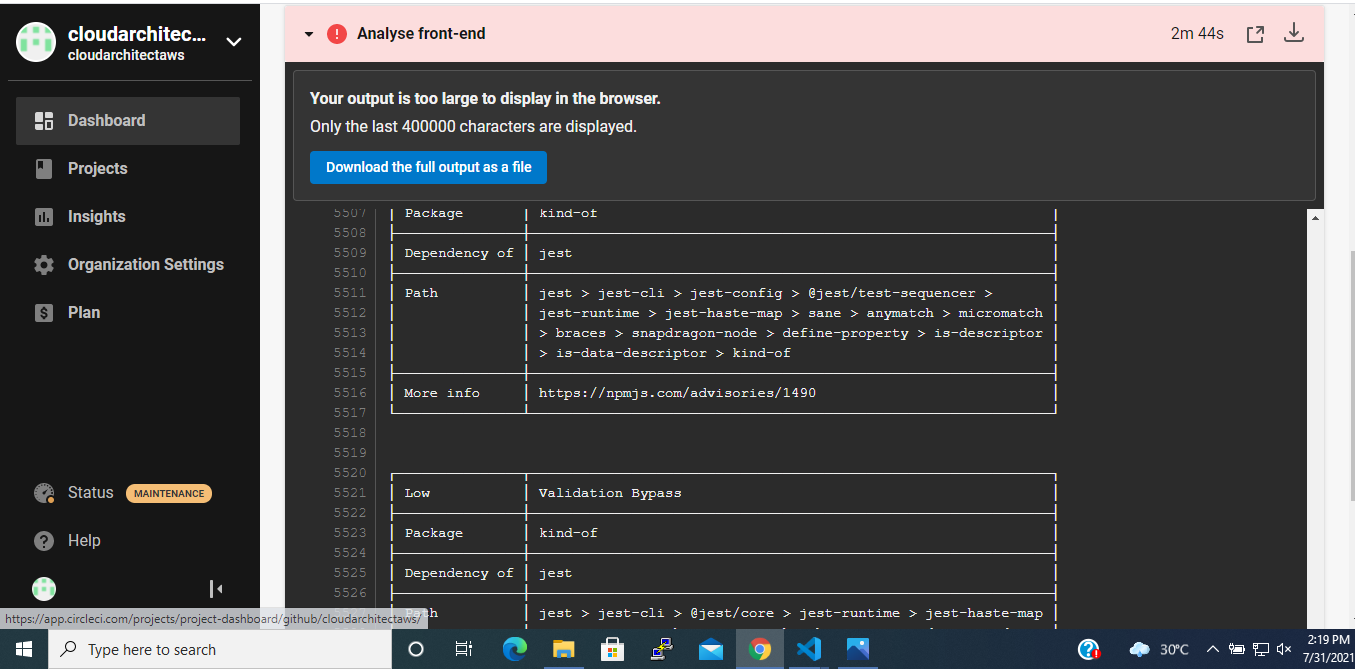 cloudarchitec...
cloudarchitectaws
Dashboard
Projects
Insights
Organization Settings
Plan
Status MAINTENANCE
Help
https://app.circleci.com/projects/project-dashboard/github/cloudarchitectaws/
Analyse front-end 2m 44s
Your output is too large to display in the browser.
Only the last 400000 characters are displayed.
Download the full output as a file
5507 Package kind-of
5508
5509 Dependency of jest
5510
5511 Path jest > jest-cli > jest-config > @jest/test-sequencer >
5512 jest-runtime > jest-haste-map > sane > anymatch > micromatch
5513 > braces > snapdragon-node > define-property > is-descriptor
5514 > is-data-descriptor > kind-of
5515
5516 More info https://npmjs.com/advisories/1490
5517
5518
5519
5520
5521 Low Validation Bypass
5522
5523 Package kind-of
5524
5525 Dependency of jest
5526
5527 Path jest > jest-cli > @jest/core > jest-runtime > jest-haste-map
Type here to search
30°C
2:19 PM
7/31/2021